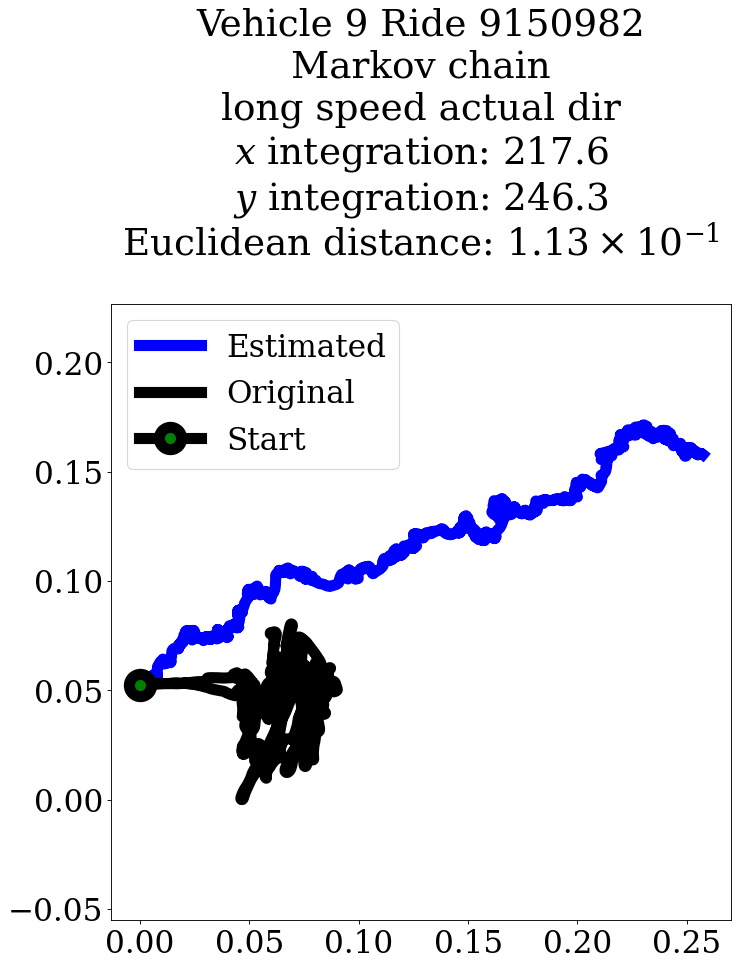 Vehicle 9 Ride 9150982
Markov chain
long speed actual dir
x integration: 217.6
y integration: 246.3
Euclidean distance: 1.13 × 10⁻¹
Estimated
Original
Start
0.20
0.15
0.10
0.05
0.00
−0.05
0.00 0.05 0.10 0.15 0.20 0.25